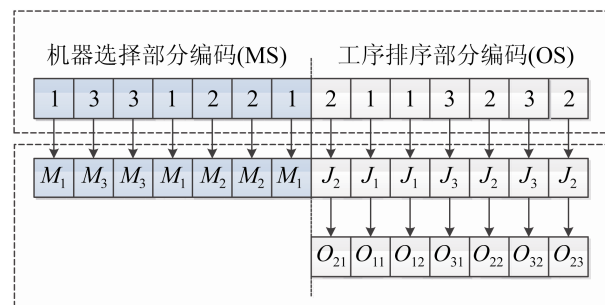 机器选择部分编码(MS) 工序排序部分编码(OS)
1 3 3 1 2 2 1 2 1 1 3 2 3 2
M₁ M₃ M₃ M₁ M₂ M₂ M₁ J₂ J₁ J₁ J₃ J₂ J₃ J₂
O₂₁ O₁₁ O₁₂ O₃₁ O₂₂ O₃₂ O₂₃